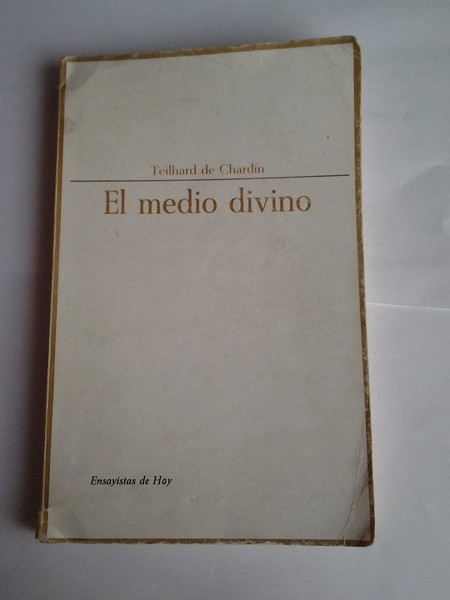 Teilhard de Chardin
El medio divino
Ensayistas de Hoy